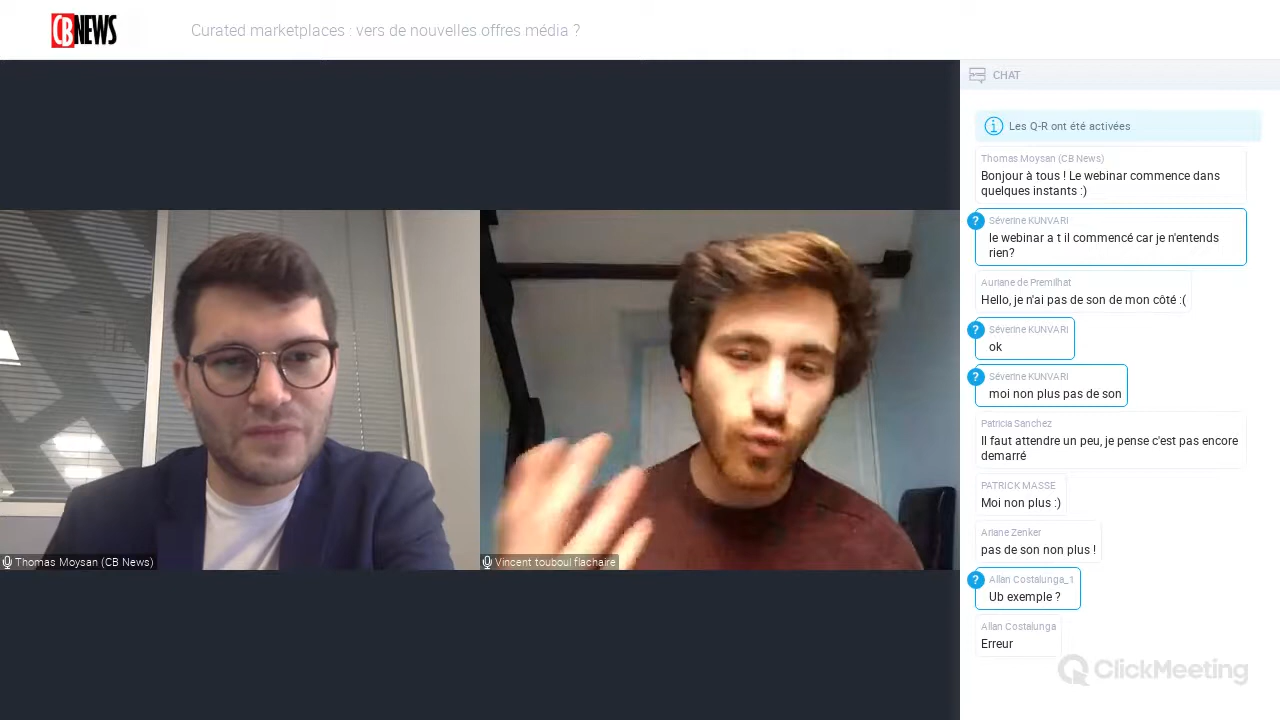 CB NEWS
Curated marketplaces : vers de nouvelles offres média ?
CHAT
Les Q-R ont été activées
Thomas Moysan (CB News)
Bonjour à tous ! Le webinar commence dans
quelques instants :)
? Séverine KUNVARI
le webinar a t il commencé car je n'entends
rien?
Auriane de Premilhat
Hello, je n'ai pas de son de mon côté :(
? Séverine KUNVARI
ok
? Séverine KUNVARI
moi non plus pas de son
Patricia Sanchez
Il faut attendre un peu, je pense c'est pas encore
demarré
PATRICK MASSE
Moi non plus :)
Ariane Zenker
pas de son non plus !
? Allan Costalunga_1
Ub exemple ?
Allan Costalunga
Erreur
ClickMeeting
Thomas Moysan (CB News)
Vincent touboul flachaire